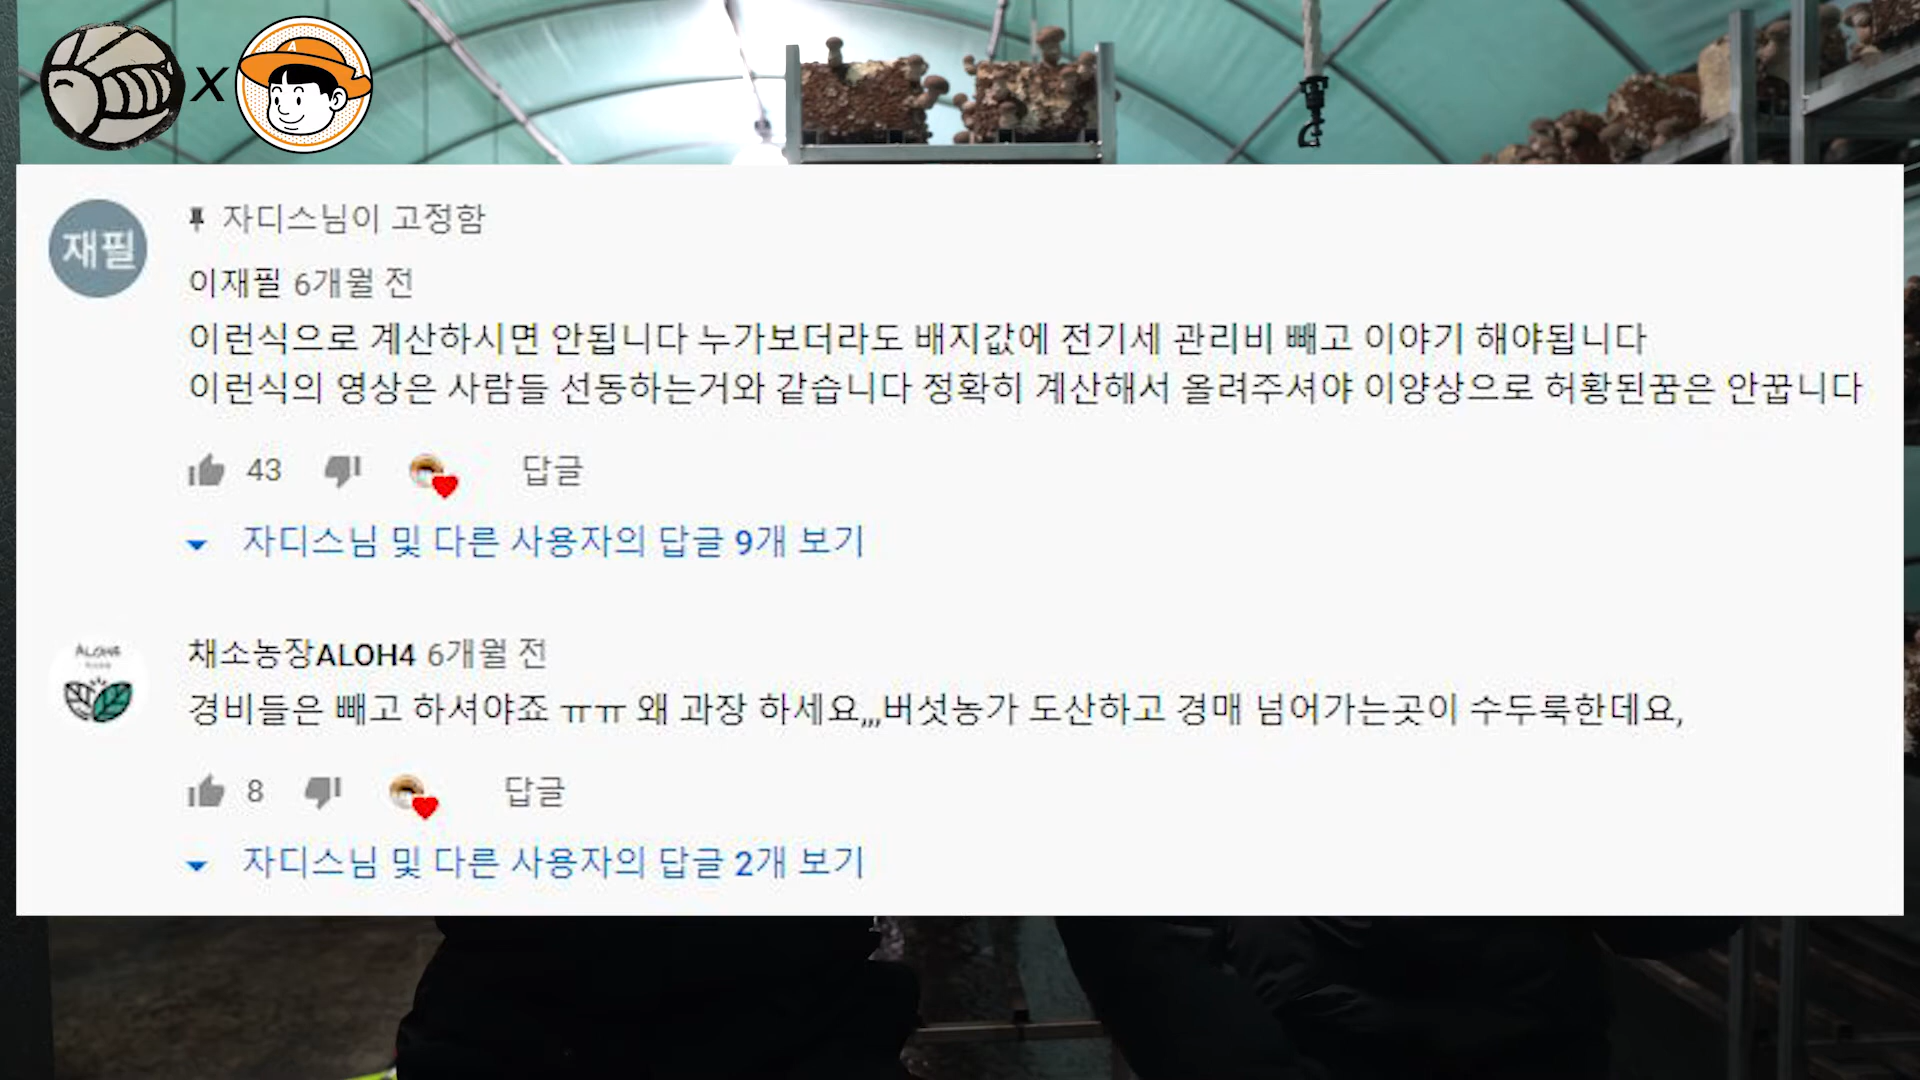 X
재필
자디스님이 고정함
이재필 6개월 전
이런식으로 계산하시면 안됩니다 누가보더라도 배지값에 전기세 관리비 빼고 이야기 해야됩니다
이런식의 영상은 사람들 선동하는거와 같습니다 정확히 계산해서 올려주셔야 이양상으로 허황된꿈은 안꿉니다
43
답글
자디스님 및 다른 사용자의 답글 9개 보기
ALOH4
채소농장ALOH4 6개월 전
경비들은 빼고 하셔야죠 ㅠㅠ 왜 과장 하세요,,,버섯농가 도산하고 경매 넘어가는곳이 수두룩한데요,
8
답글
자디스님 및 다른 사용자의 답글 2개 보기